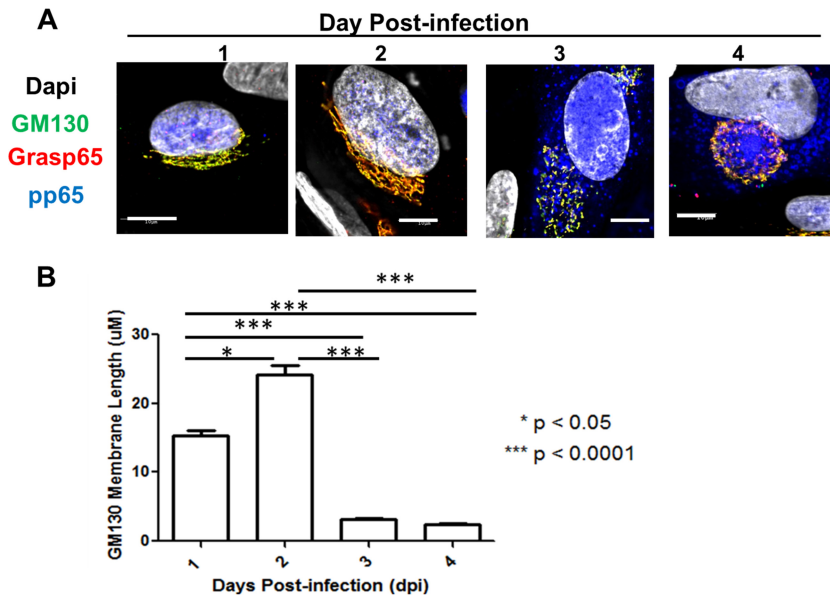 A
Day Post-infection
1 2 3 4
Dapi
GM130
Grasp65
pp65
B
***
***
***
* ***
GM130 Membrane Length (uM)
30
20
10
0
* p < 0.05
*** p < 0.0001
1 2 3 4
Days Post-infection (dpi)